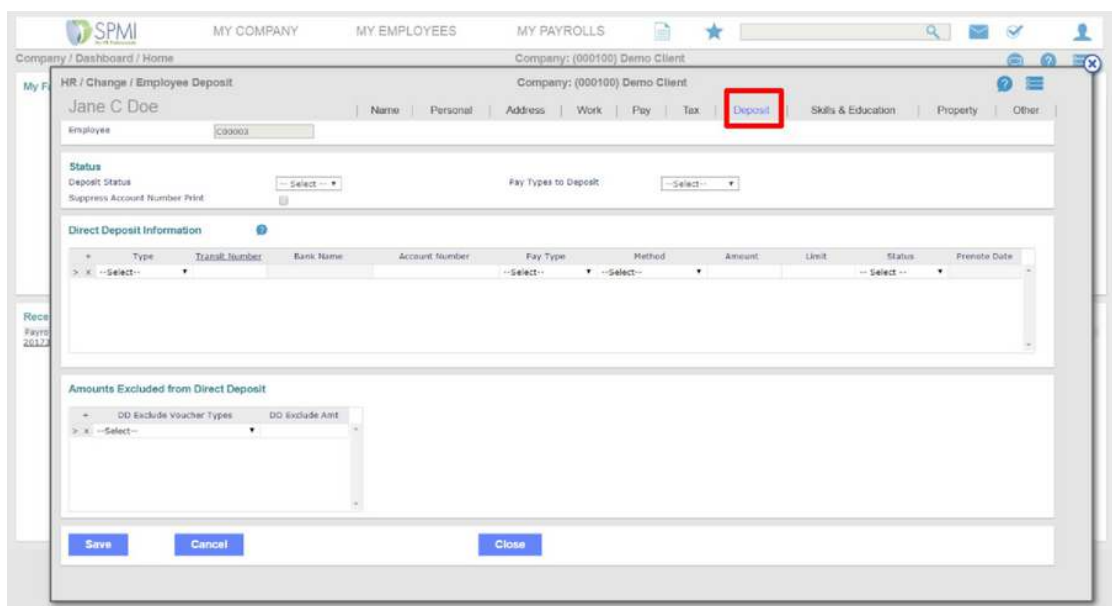 SPMI MY COMPANY MY EMPLOYEES MY PAYROLLS
Company / Dashboard / Home Company: (000100) Demo Client
My F
HR / Change / Employee Deposit Company: (000100) Demo Client
Jane C Doe | Name | Personal | Address | Work | Pay | Tax | Deposit | Skills & Education | Property | Other |
Employee C00003
Status
Deposit Status -- Select -- Pay Types to Deposit --Select--
Suppress Account Number Print
Direct Deposit Information
+ Type Transit Number Bank Name Account Number Pay Type Method Amount Limit Status Prenote Date
> x --Select-- --Select-- --Select-- -- Select --
Rece
Payro
20173
Amounts Excluded from Direct Deposit
+ DD Exclude Voucher Types DD Exclude Amt
> x --Select--
Save Cancel Close